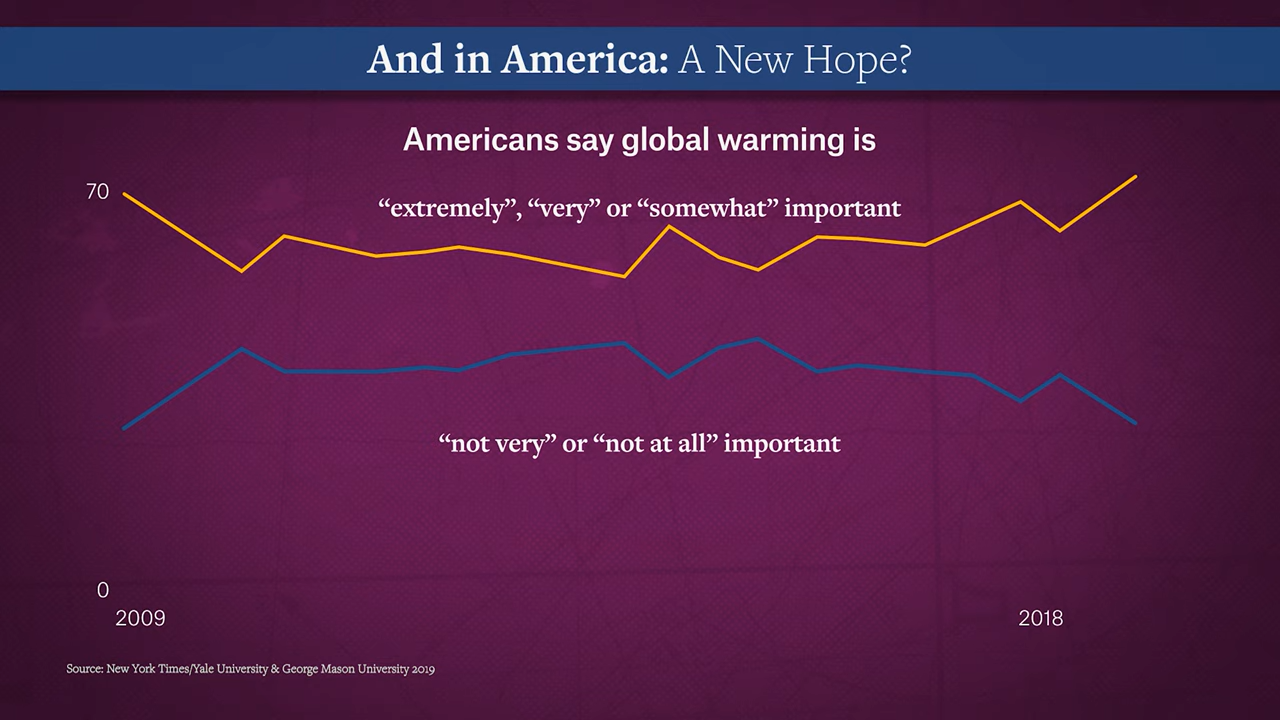 And in America: A New Hope?
Americans say global warming is
70
“extremely”, “very” or “somewhat” important
“not very” or “not at all” important
0
2009
2018
Source: New York Times/Yale University & George Mason University 2019